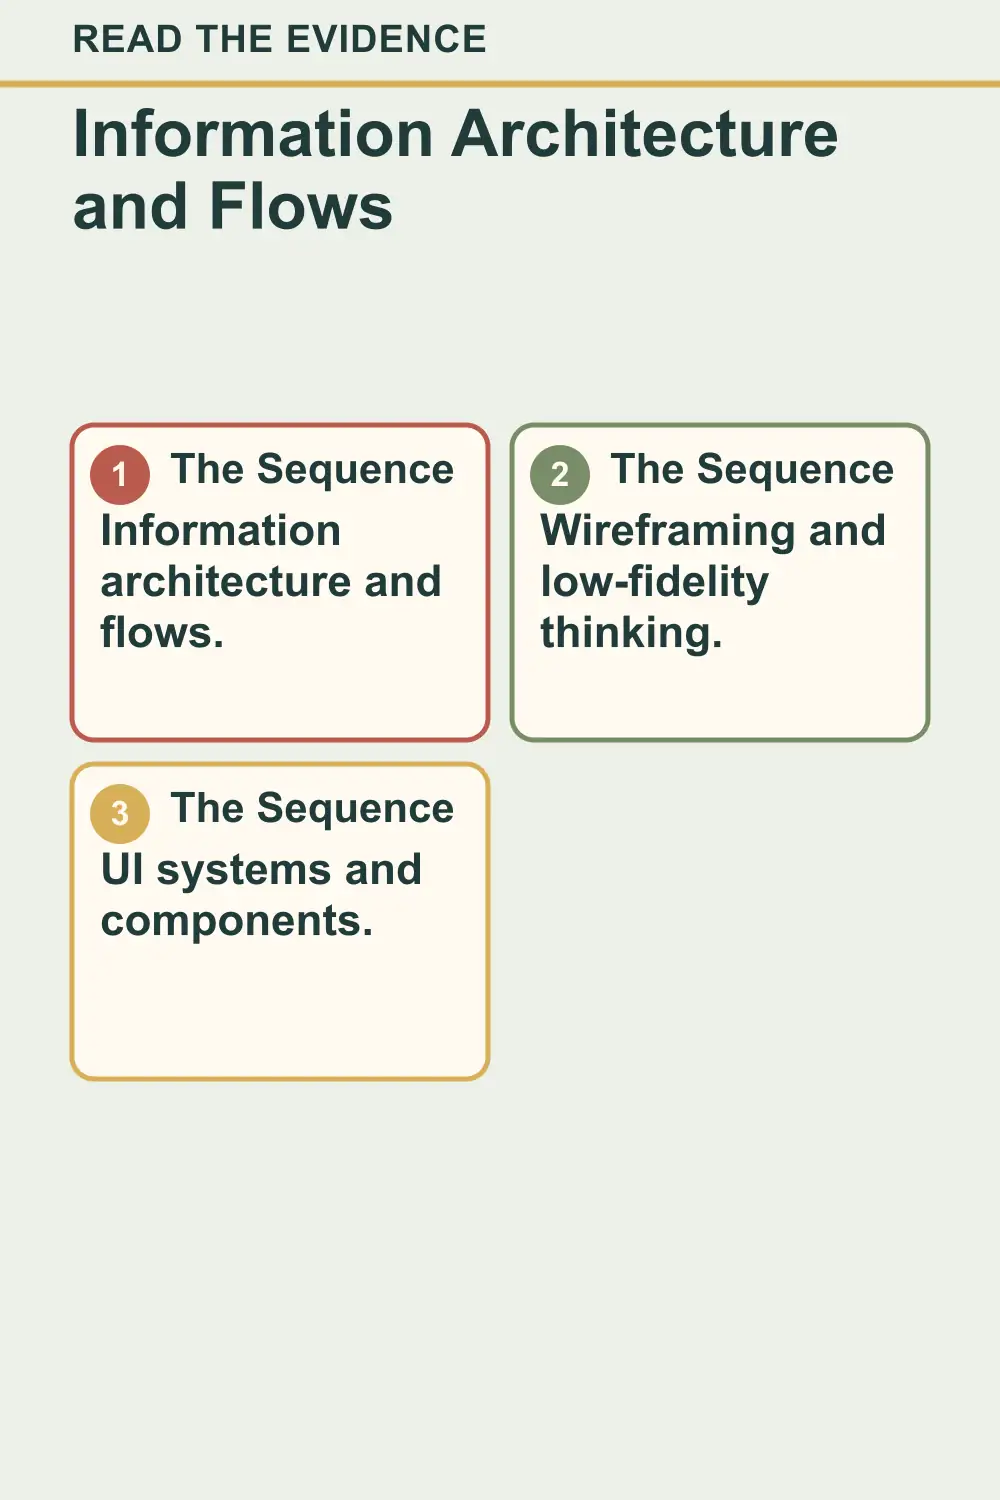 READ THE EVIDENCE
Information Architecture
and Flows
1 The Sequence
Information
architecture and
flows.
2 The Sequence
Wireframing and
low-fidelity
thinking.
3 The Sequence
UI systems and
components.